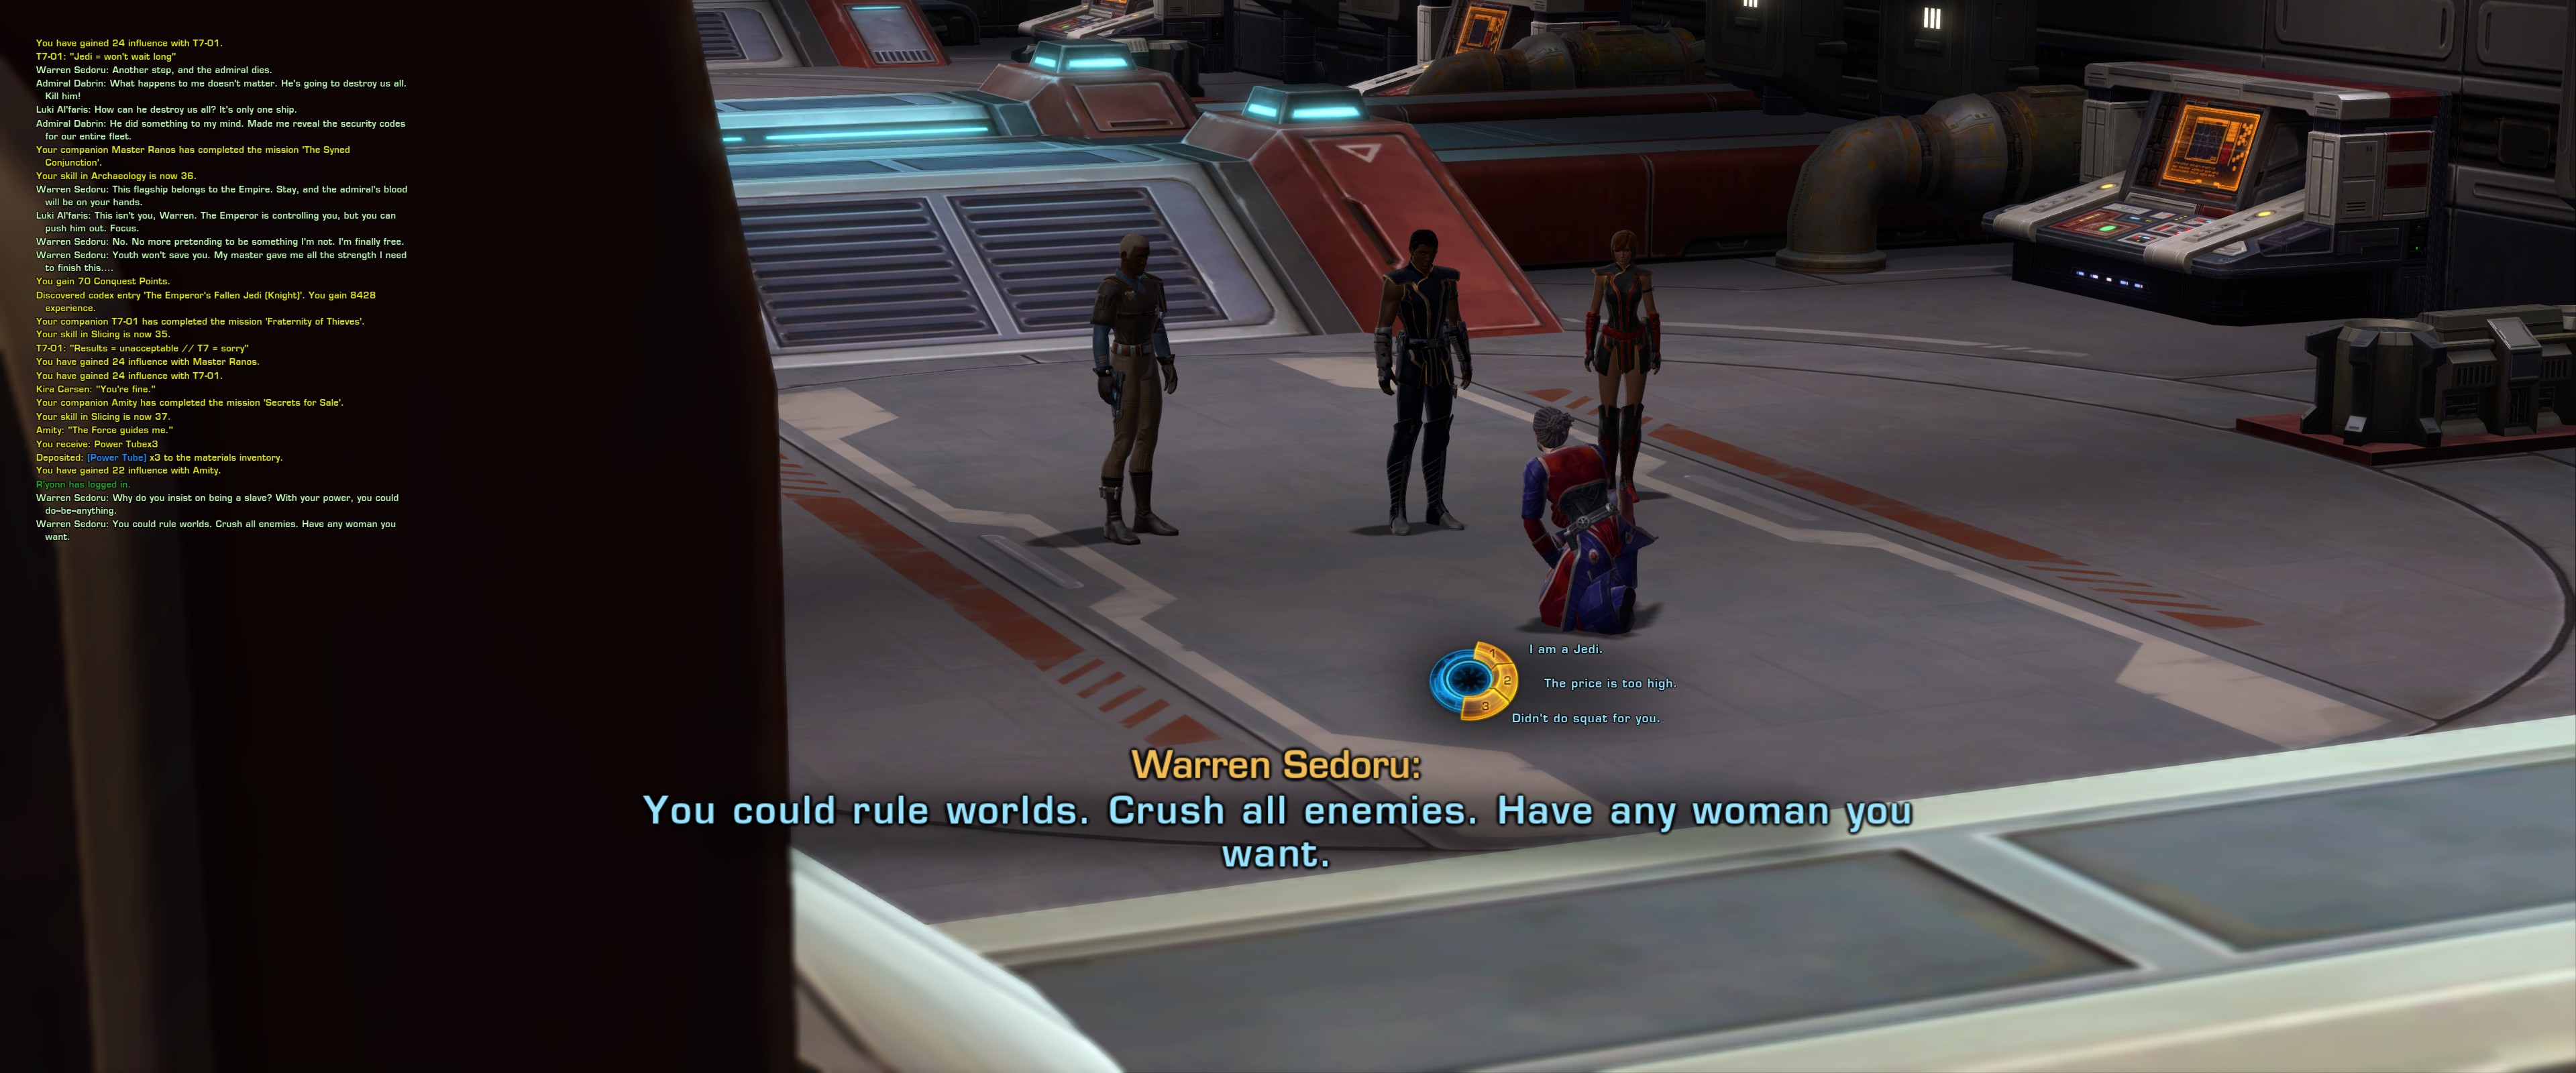 You have gained 24 influence with T7-01.
T7-01: "Jedi = won't wait long"
Warren Sedoru: Another step, and the admiral dies.
Admiral Dabrin: What happens to me doesn't matter. He's going to destroy us all.
Kill him!
Luki Al'faris: How can he destroy us all? It's only one ship.
Admiral Dabrin: He did something to my mind. Made me reveal the security codes
for our entire fleet.
Your companion Master Ranos has completed the mission 'The Syned
Conjunction'.
Your skill in Archaeology is now 36.
Warren Sedoru: This flagship belongs to the Empire. Stay, and the admiral's blood
will be on your hands.
Luki Al'faris: This isn't you, Warren. The Emperor is controlling you, but you can
push him out. Focus.
Warren Sedoru: No. No more pretending to be something I'm not. I'm finally free.
Warren Sedoru: Youth won't save you. My master gave me all the strength I need
to finish this....
You gain 70 Conquest Points.
Discovered codex entry 'The Emperor's Fallen Jedi (Knight)'. You gain 8428
experience.
Your companion T7-01 has completed the mission 'Fraternity of Thieves'.
Your skill in Slicing is now 35.
T7-01: "Results = unacceptable // T7 = sorry"
You have gained 24 influence with Master Ranos.
You have gained 24 influence with T7-01.
Kira Carsen: "You're fine."
Your companion Amity has completed the mission 'Secrets for Sale'.
Your skill in Slicing is now 37.
Amity: "The Force guides me."
You receive: Power Tubex3
Deposited: [Power Tube] x3 to the materials inventory.
You have gained 22 influence with Amity.
R'yonn has logged in.
Warren Sedoru: Why do you insist on being a slave? With your power, you could
do—be—anything.
Warren Sedoru: You could rule worlds. Crush all enemies. Have any woman you
want.
1 I am a Jedi.
2 The price is too high.
3 Didn't do squat for you.
Warren Sedoru:
You could rule worlds. Crush all enemies. Have any woman you
want.